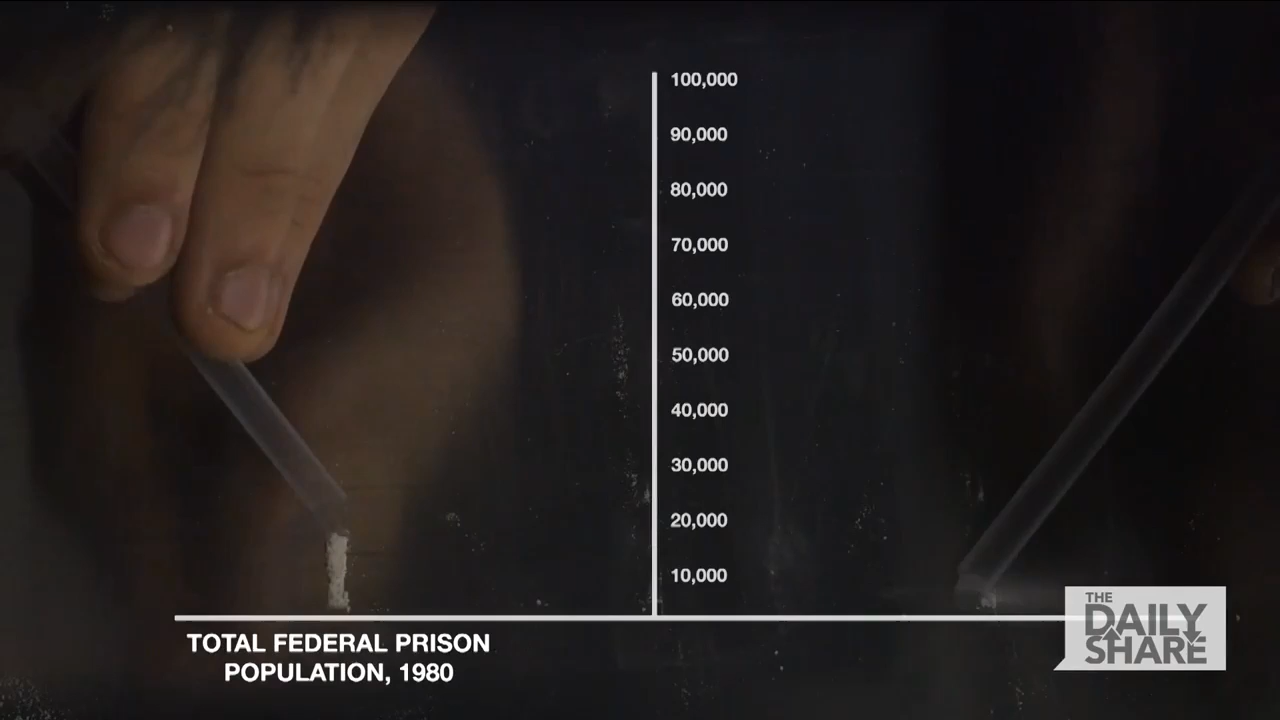 100,000
90,000
80,000
70,000
60,000
50,000
40,000
30,000
20,000
10,000
TOTAL FEDERAL PRISON
POPULATION, 1980
THE
DAILY
SHARE